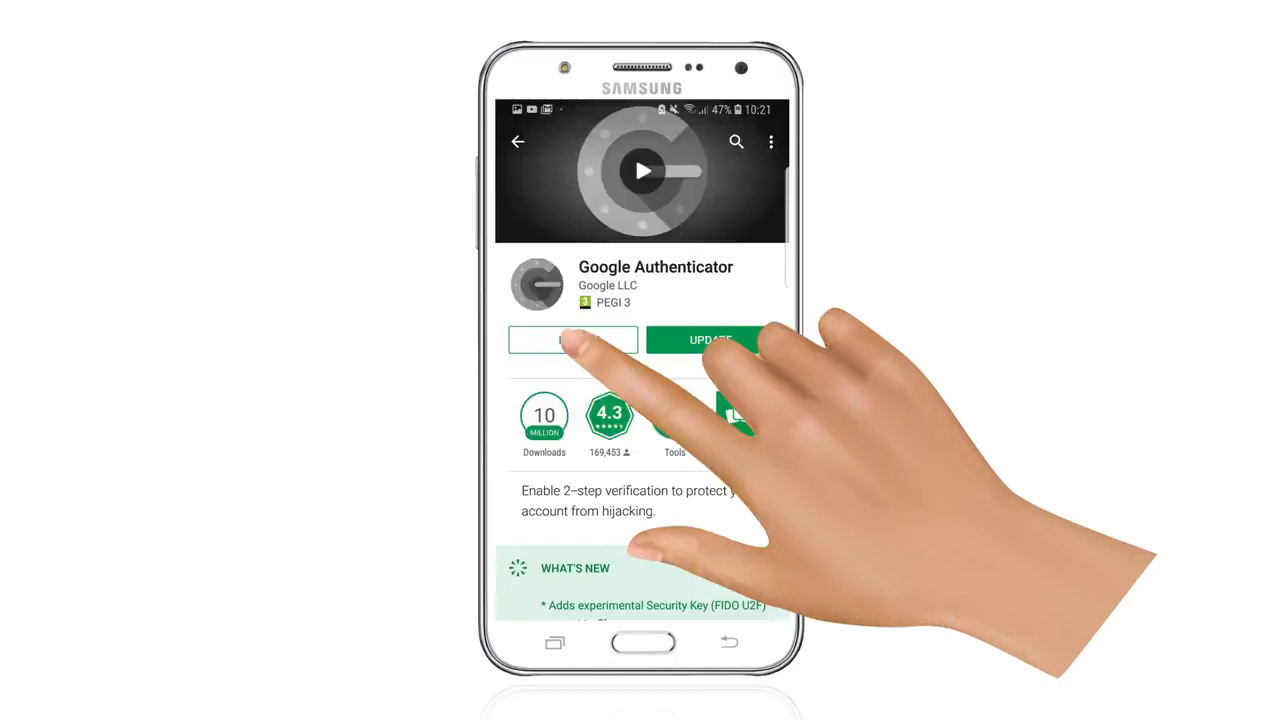 SAMSUNG
47% 10:21
Google Authenticator
Google LLC
3 PEGI 3
UPDATE
10
MILLION
4.3
Downloads
169,453
Tools
Enable 2-step verification to protect
account from hijacking.
WHAT'S NEW
* Adds experimental Security Key (FIDO U2F)